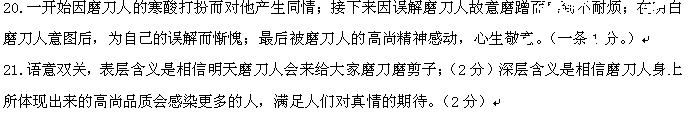 20.一开始因磨刀人的寒酸打扮而对他产生同情；接下来因误解磨刀人故意磨蹭而 不耐烦；在 白
磨刀人意图后，为自己的误解而惭愧；最后被磨刀人的高尚精神感动，心生敬意。（一条1分。）
21.语意双关，表层含义是相信明天磨刀人会来给大家磨刀磨剪子；（2分）深层含义是相信磨刀人身上
所体现出来的高尚品质会感染更多的人，满足人们对真情的期待。（2分）